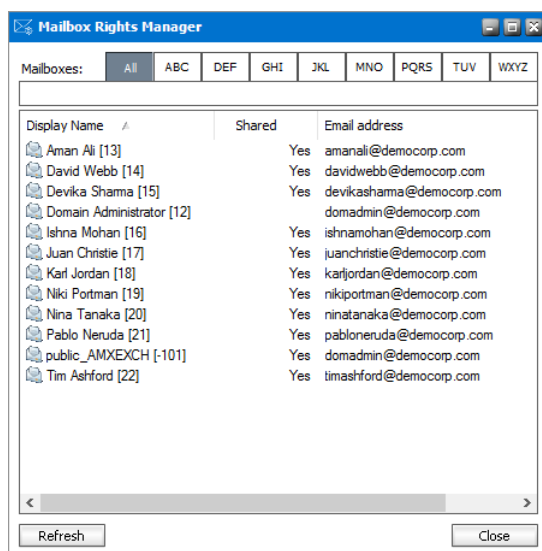 Mailbox Rights Manager
Mailboxes: All ABC DEF GHI JKL MNO PQRS TUV WXYZ
Display Name Shared Email address
Aman Ali [13] Yes amanali@democorp.com
David Webb [14] Yes davidwebb@democorp.com
Devika Sharma [15] Yes devikasharma@democorp.com
Domain Administrator [12] domadmin@democorp.com
Ishna Mohan [16] Yes ishnamohan@democorp.com
Juan Christie [17] Yes juanchristie@democorp.com
Karl Jordan [18] Yes karljordan@democorp.com
Niki Portman [19] Yes nikiportman@democorp.com
Nina Tanaka [20] Yes ninatanaka@democorp.com
Pablo Neruda [21] Yes pabloneruda@democorp.com
public_AMXEXCH [-101] Yes domadmin@democorp.com
Tim Ashford [22] Yes timashford@democorp.com
Refresh Close